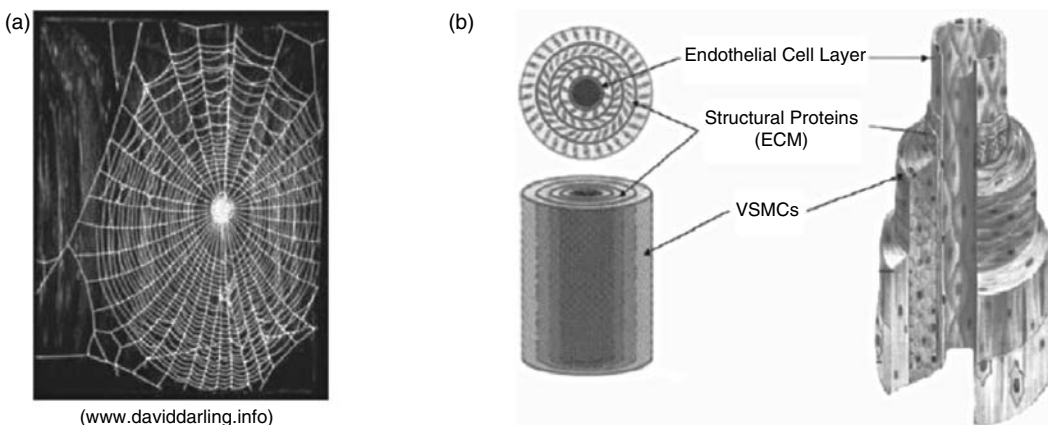 (a)
(b)
Endothelial Cell Layer
Structural Proteins
(ECM)
VSMCs
(www.daviddarling.info)